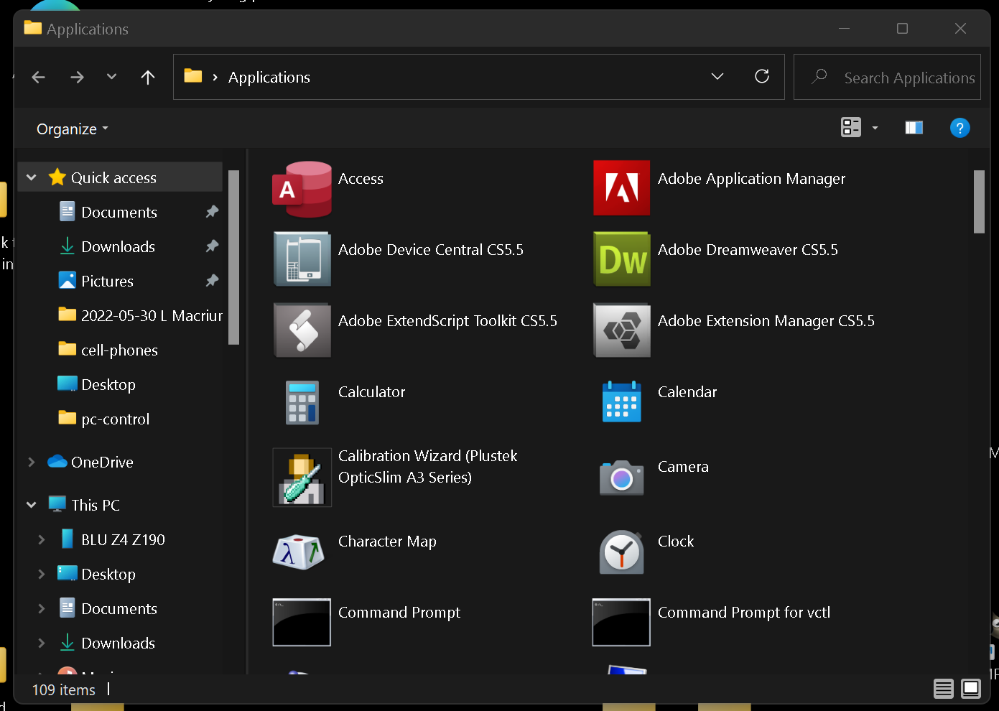 Applications
Applications
Search Applications
Organize
Quick access
Documents
Downloads
Pictures
2022-05-30 L Macriur
cell-phones
Desktop
pc-control
OneDrive
This PC
BLU Z4 Z190
Desktop
Documents
Downloads
Access
Adobe Application Manager
Adobe Device Central CS5.5
Dw
Adobe Dreamweaver CS5.5
Adobe ExtendScript Toolkit CS5.5
Adobe Extension Manager CS5.5
Calculator
Calendar
Calibration Wizard (Plustek
OpticSlim A3 Series)
Camera
Character Map
Clock
Command Prompt
Command Prompt for vctl
109 items